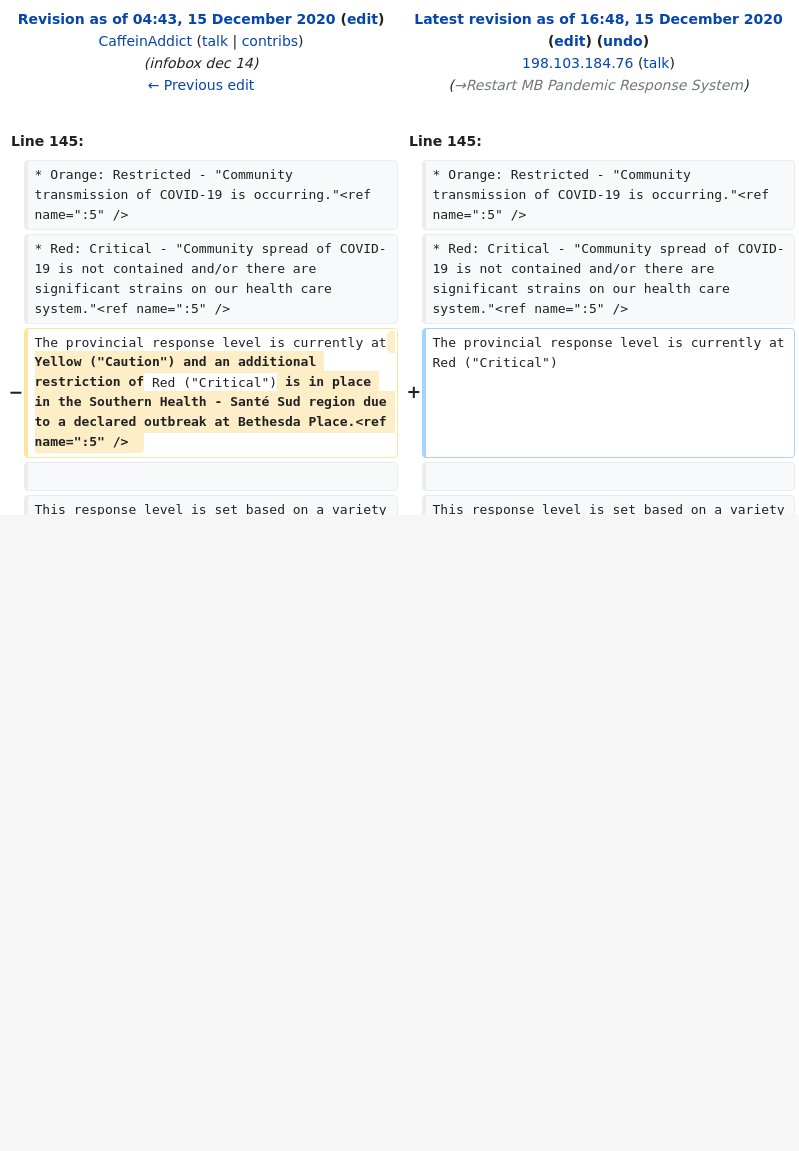 Revision as of 04:43, 15 December 2020 (edit)
CaffeinAddict (talk | contribs)
(infobox dec 14)
← Previous edit
Latest revision as of 16:48, 15 December 2020
(edit) (undo)
198.103.184.76 (talk)
(→Restart MB Pandemic Response System)
Line 145:
Line 145:
* Orange: Restricted - "Community
transmission of COVID-19 is occurring."<ref
name=":5" />
* Orange: Restricted - "Community
transmission of COVID-19 is occurring."<ref
name=":5" />
* Red: Critical - "Community spread of COVID-
19 is not contained and/or there are
significant strains on our health care
system."<ref name=":5" />
* Red: Critical - "Community spread of COVID-
19 is not contained and/or there are
significant strains on our health care
system."<ref name=":5" />
−
The provincial response level is currently at
Yellow ("Caution") and an additional
restriction of Red ("Critical") is in place
in the Southern Health - Santé Sud region due
to a declared outbreak at Bethesda Place.<ref
name=":5" />
+
The provincial response level is currently at
Red ("Critical")
This response level is set based on a variety
This response level is set based on a variety